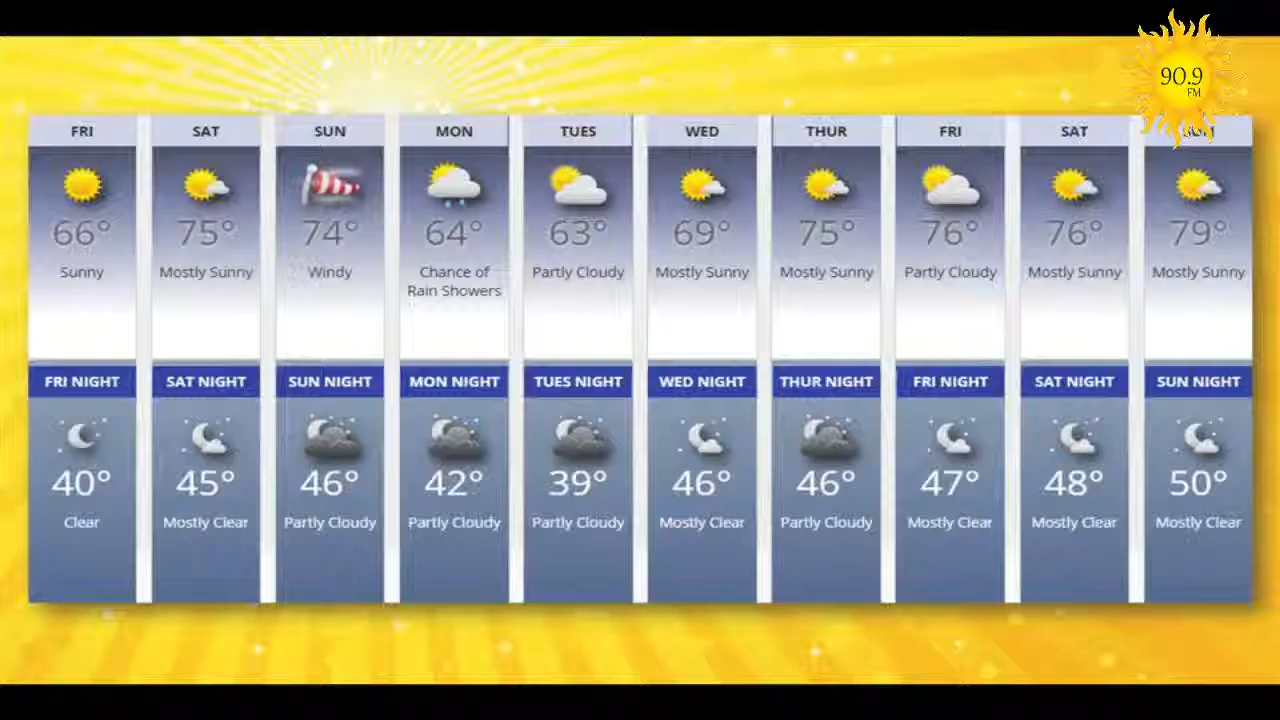 90.9
FM
FRI SAT SUN MON TUES WED THUR FRI SAT SUN
66° 75° 74° 64° 63° 69° 75° 76° 76° 79°
Sunny Mostly Sunny Windy Chance of Partly Cloudy Mostly Sunny Mostly Sunny Partly Cloudy Mostly Sunny Mostly Sunny
Rain Showers
FRI NIGHT SAT NIGHT SUN NIGHT MON NIGHT TUES NIGHT WED NIGHT THUR NIGHT FRI NIGHT SAT NIGHT SUN NIGHT
40° 45° 46° 42° 39° 46° 46° 47° 48° 50°
Clear Mostly Clear Partly Cloudy Partly Cloudy Partly Cloudy Mostly Clear Partly Cloudy Mostly Clear Mostly Clear Mostly Clear